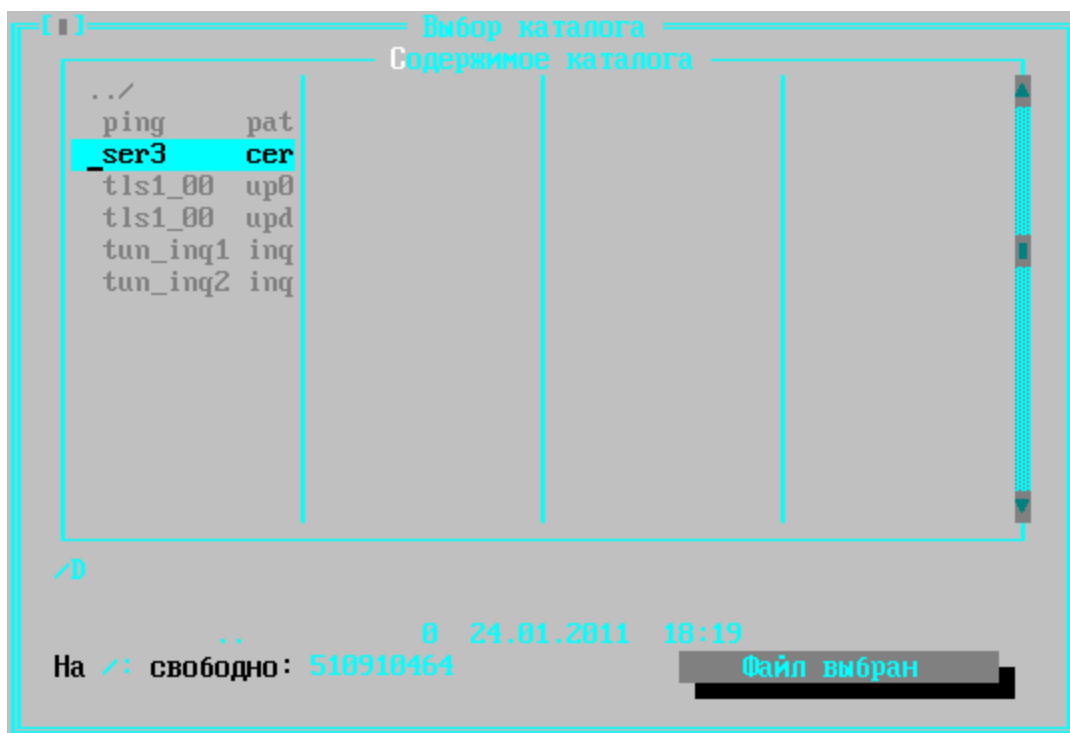 [▮] Выбор каталога
Содержимое каталога
../
ping pat
_ser3 cer
tls1_00 up0
tls1_00 upd
tun_inq1 inq
tun_inq2 inq
/D
.. 0 24.01.2011 18:19
На /: свободно: 510910464
Файл выбран